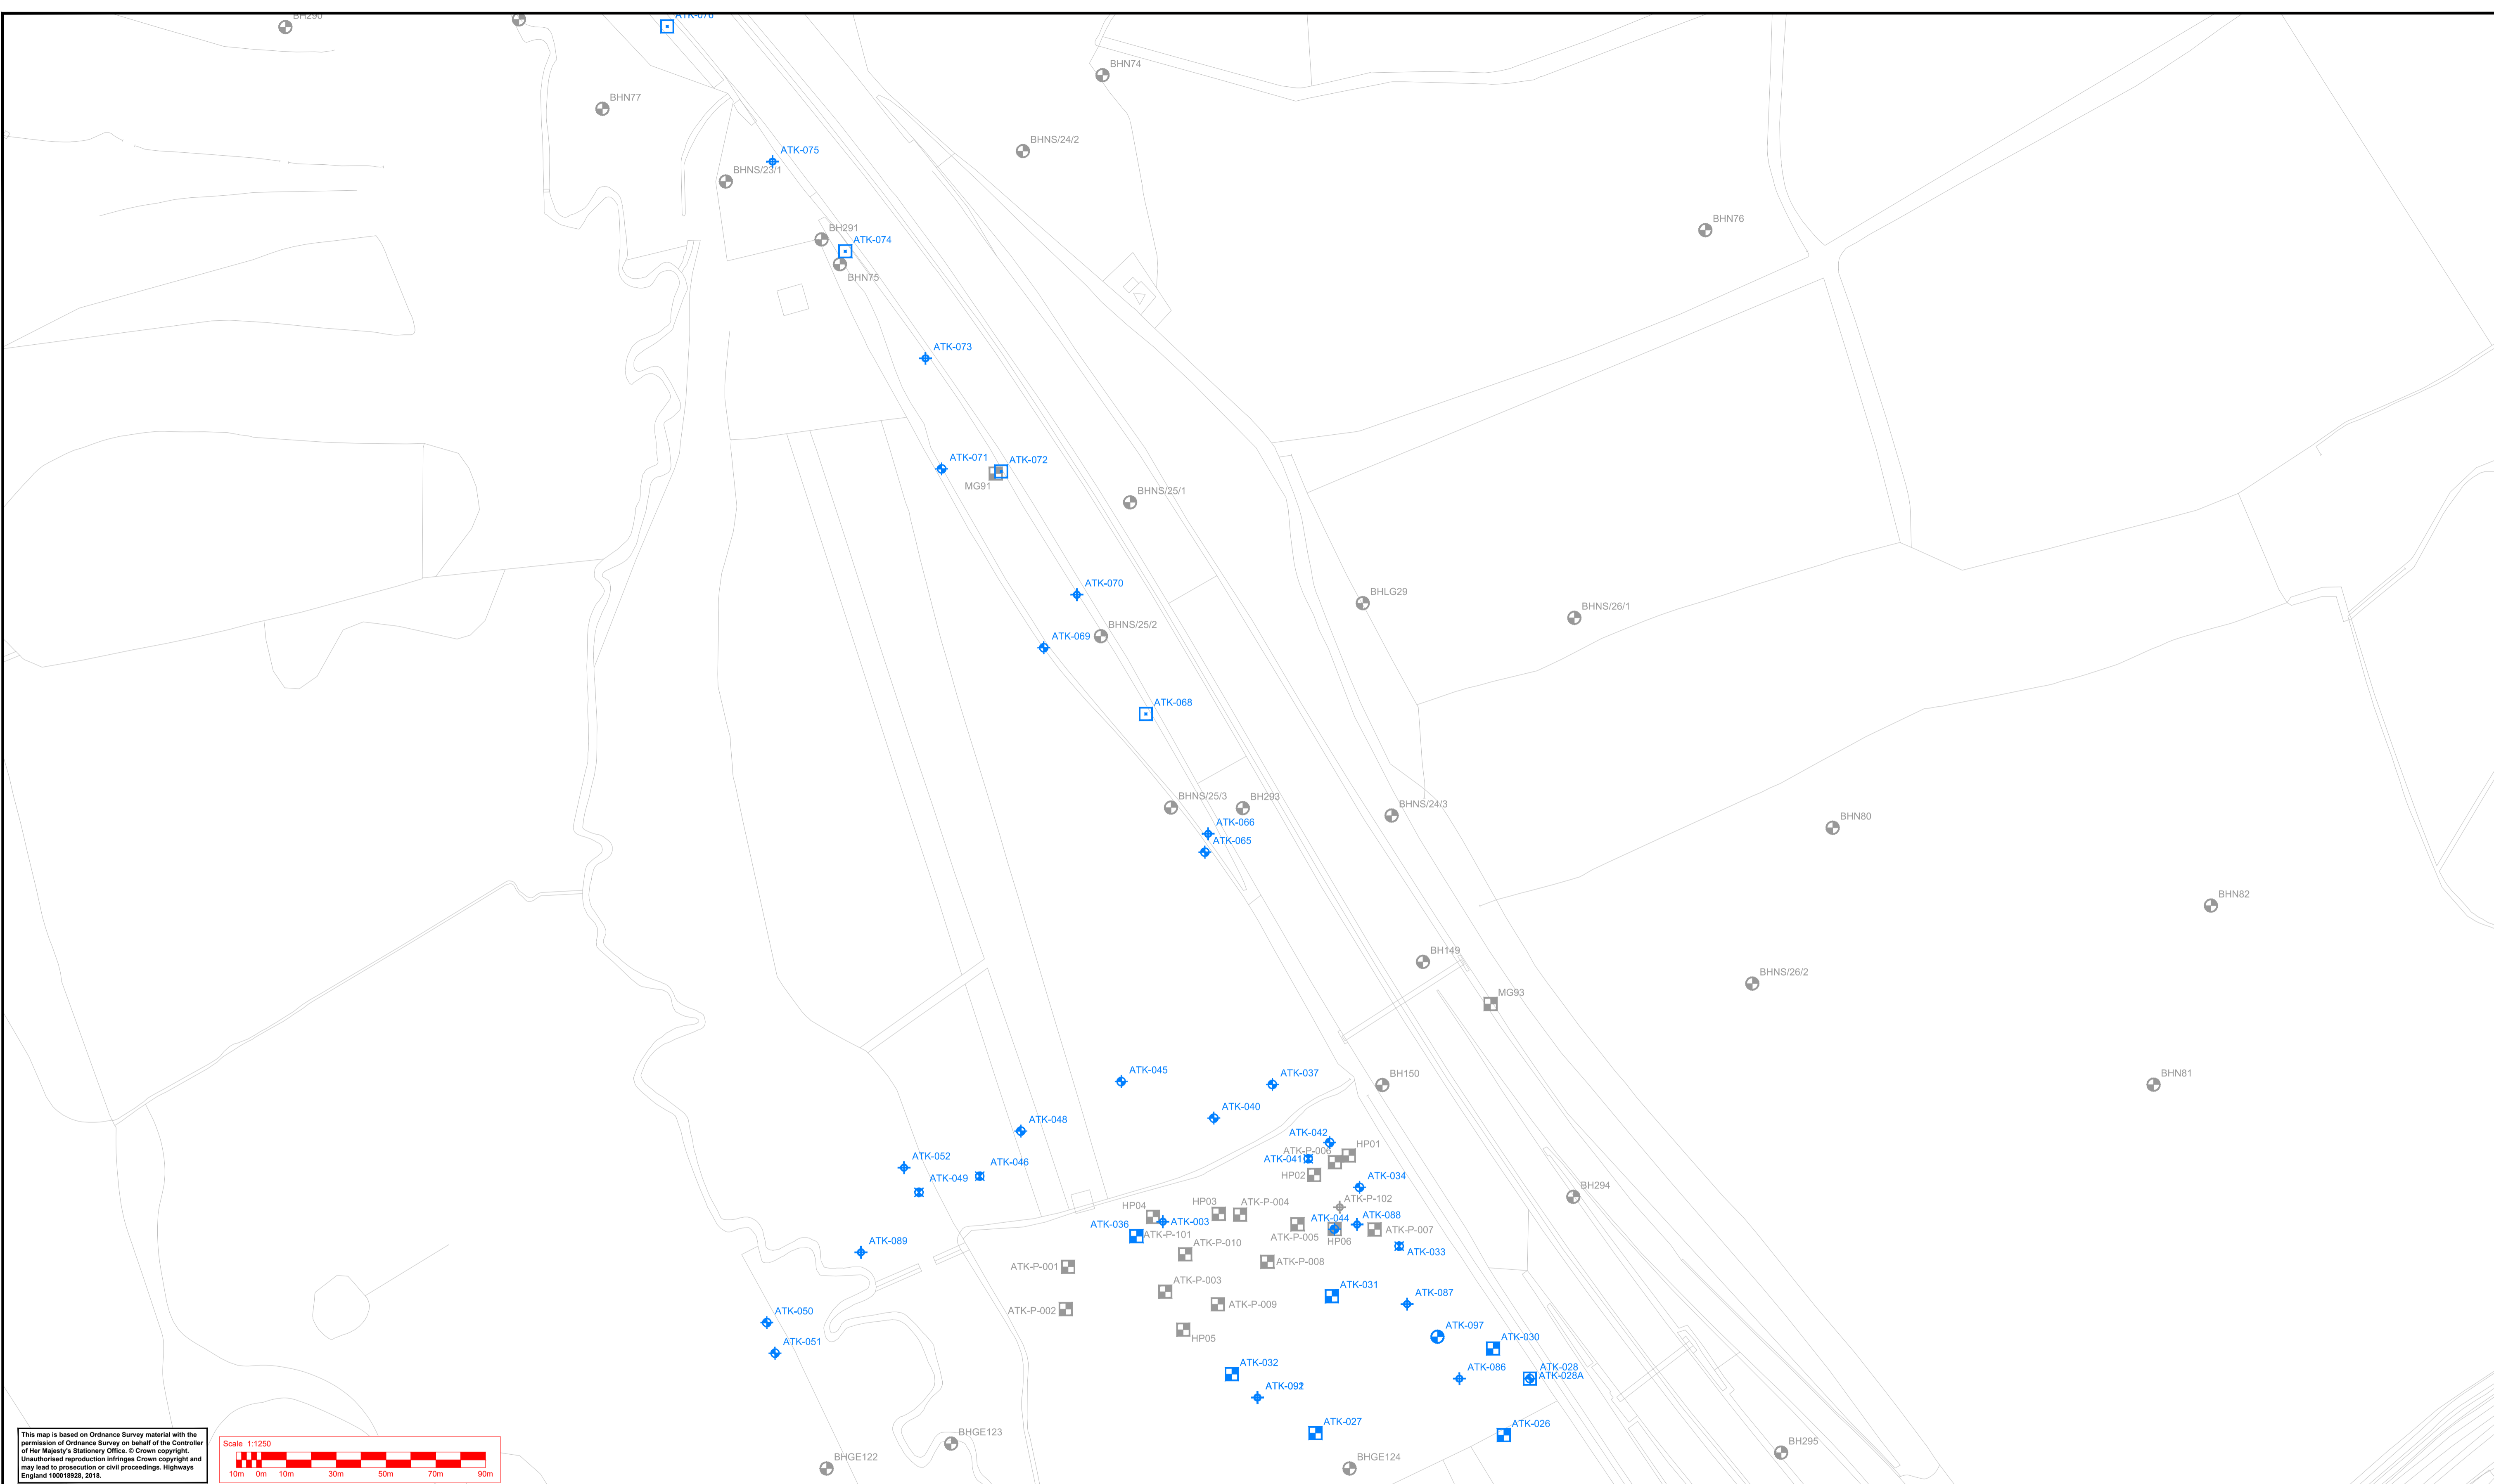 BH290
ATK-076
BHN74
BHN77
BHNS/24/2
ATK-075
BHNS/23/1
BHN76
BH291
ATK-074
BHN75
ATK-073
ATK-071
ATK-072
MG91
BHNS/25/1
ATK-070
BHLG29
BHNS/26/1
BHNS/25/2
ATK-069
ATK-068
BHNS/25/3
BH293
BHNS/24/3
BHN80
ATK-066
ATK-065
BHN82
BH149
BHNS/26/2
MG93
ATK-045
ATK-037
BH150
BHN81
ATK-040
ATK-048
ATK-042
HP01
ATK-P-006
ATK-052
ATK-046
ATK-041
HP02
ATK-049
ATK-034
BH294
ATK-P-102
HP04
HP03
ATK-P-004
ATK-036
ATK-003
ATK-044
ATK-088
ATK-P-101
ATK-P-005
HP06
ATK-P-007
ATK-089
ATK-P-010
ATK-033
ATK-P-001
ATK-P-008
ATK-P-003
ATK-031
ATK-087
ATK-P-002
ATK-P-009
ATK-050
ATK-097
HP05
ATK-030
ATK-051
ATK-032
ATK-086
ATK-028
ATK-028A
ATK-027
ATK-026
BHGE123
BHGE122
BHGE124
BH295
This map is based on Ordnance Survey material with the
permission of Ordnance Survey on behalf of the Controller
of Her Majesty's Stationery Office. © Crown copyright.
Unauthorised reproduction infringes Crown copyright and
may lead to prosecution or civil proceedings. Highways
England 100018928, 2018.
Scale 1:1250
10m 0m 10m 30m 50m 70m 90m